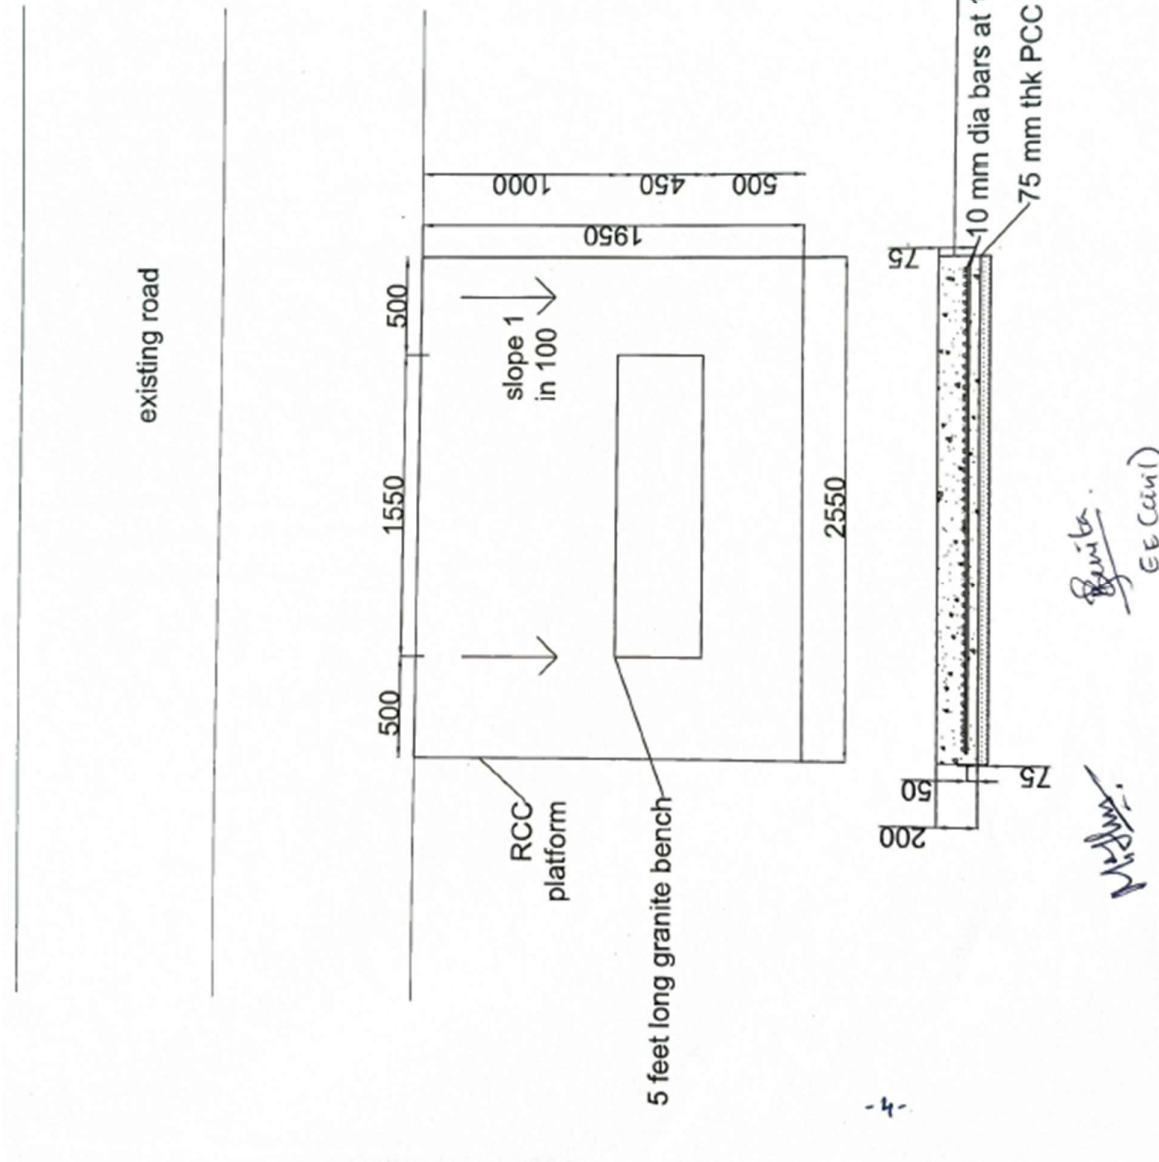 existing road
500
1550
500
1000
450
500
1950
slope 1
in 100
2550
RCC
platform
5 feet long granite bench
75
10 mm dia bars at
75 mm thk PCC
50
75
200
Benita.
EE (Civil)
-4-